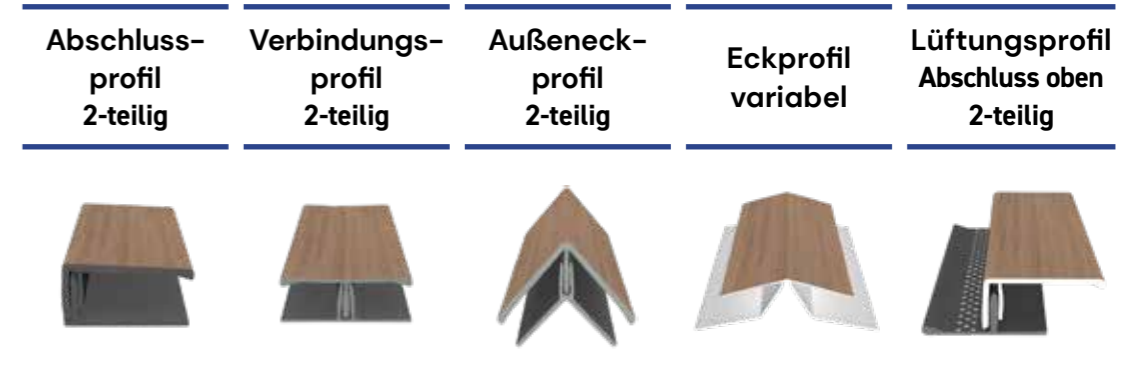 Abschluss-
profil
2-teilig
Verbindungs-
profil
2-teilig
Außeneck-
profil
2-teilig
Eckprofil
variabel
Lüftungsprofil
Abschluss oben
2-teilig